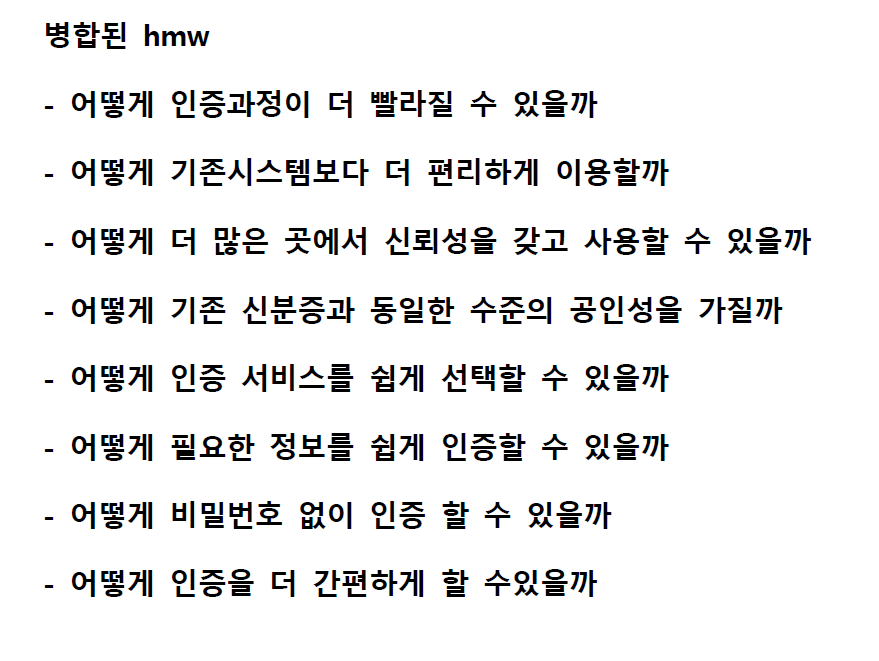 병합된 hmw
- 어떻게 인증과정이 더 빨라질 수 있을까
- 어떻게 기존시스템보다 더 편리하게 이용할까
- 어떻게 더 많은 곳에서 신뢰성을 갖고 사용할 수 있을까
- 어떻게 기존 신분증과 동일한 수준의 공인성을 가질까
- 어떻게 인증 서비스를 쉽게 선택할 수 있을까
- 어떻게 필요한 정보를 쉽게 인증할 수 있을까
- 어떻게 비밀번호 없이 인증 할 수 있을까
- 어떻게 인증을 더 간편하게 할 수있을까